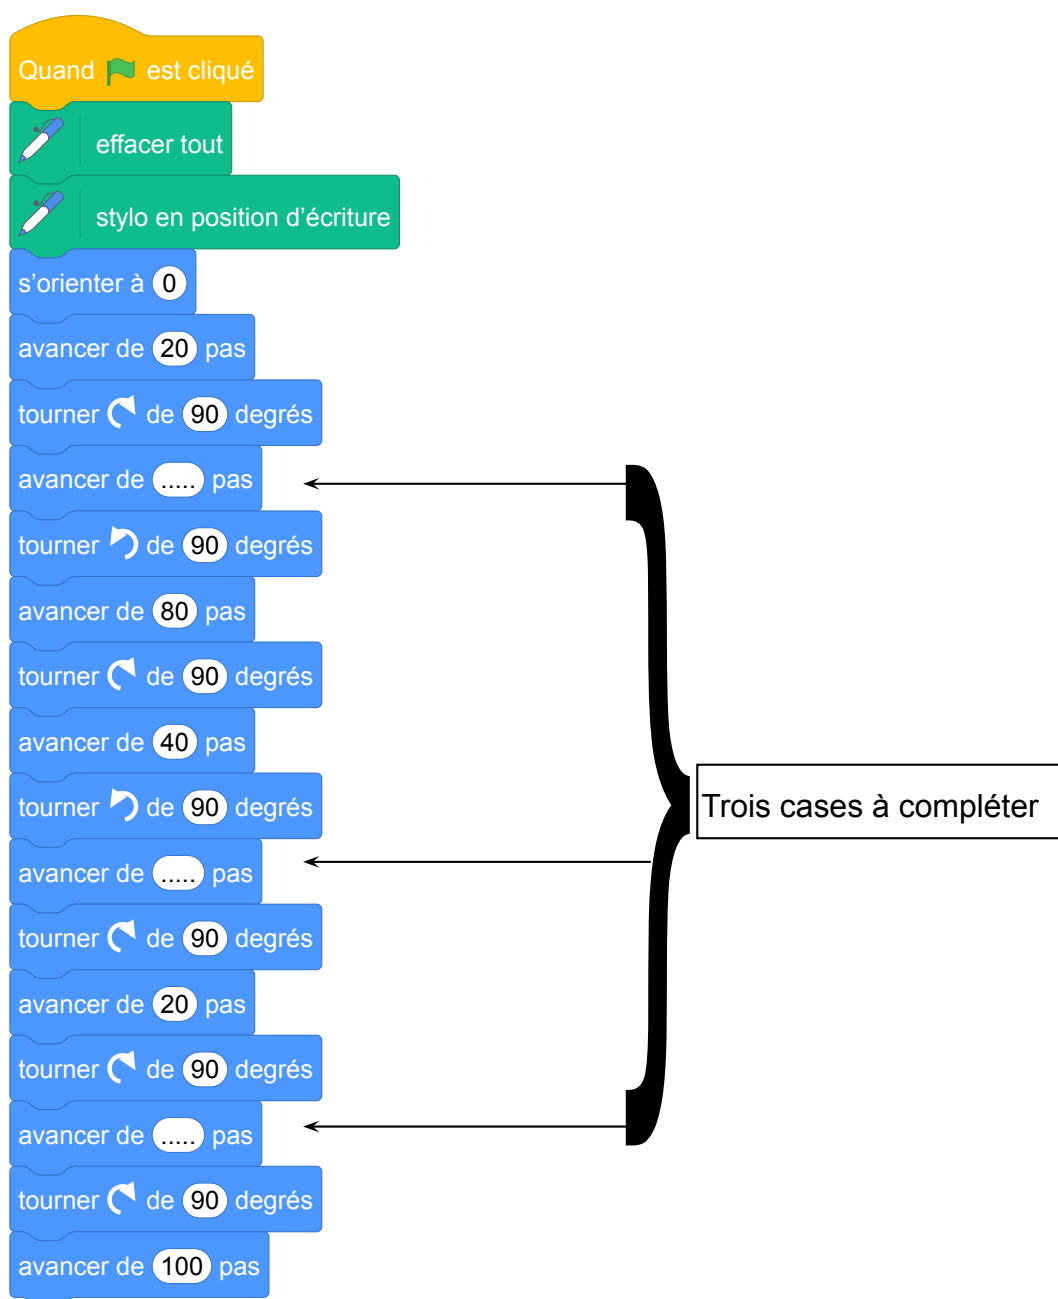 Quand est cliqué
effacer tout
stylo en position d’écriture
s’orienter à 0
avancer de 20 pas
tourner de 90 degrés
avancer de ..... pas
tourner de 90 degrés
avancer de 80 pas
tourner de 90 degrés
avancer de 40 pas
Trois cases à compléter
tourner de 90 degrés
avancer de ..... pas
tourner de 90 degrés
avancer de 20 pas
tourner de 90 degrés
avancer de ..... pas
tourner de 90 degrés
avancer de 100 pas